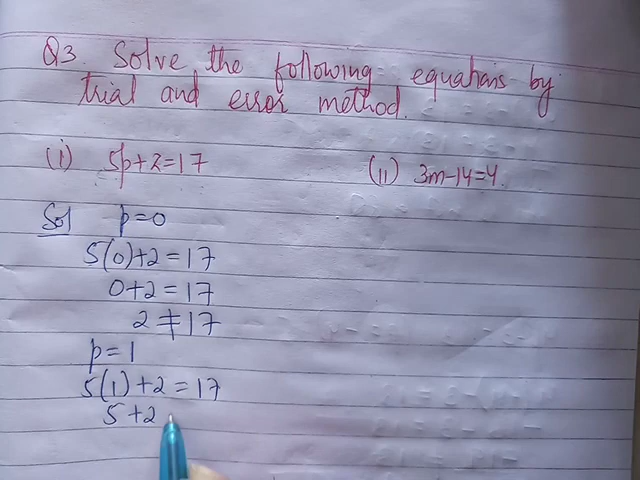 Q3. Solve the following equations by
trial and error method.
(i) 5p+2=17
(ii) 3m-14=4.
Sol p=0
5(0)+2=17
0+2=17
2≠17
p=1
5(1)+2=17
5+2